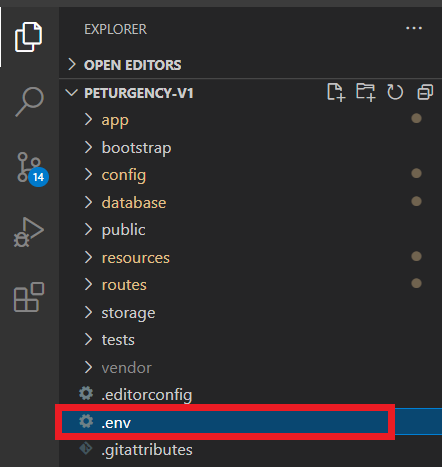 EXPLORER
OPEN EDITORS
PETURGENCY-V1
app
bootstrap
config
database
public
resources
routes
storage
tests
vendor
.editorconfig
.env
.gitattributes
14